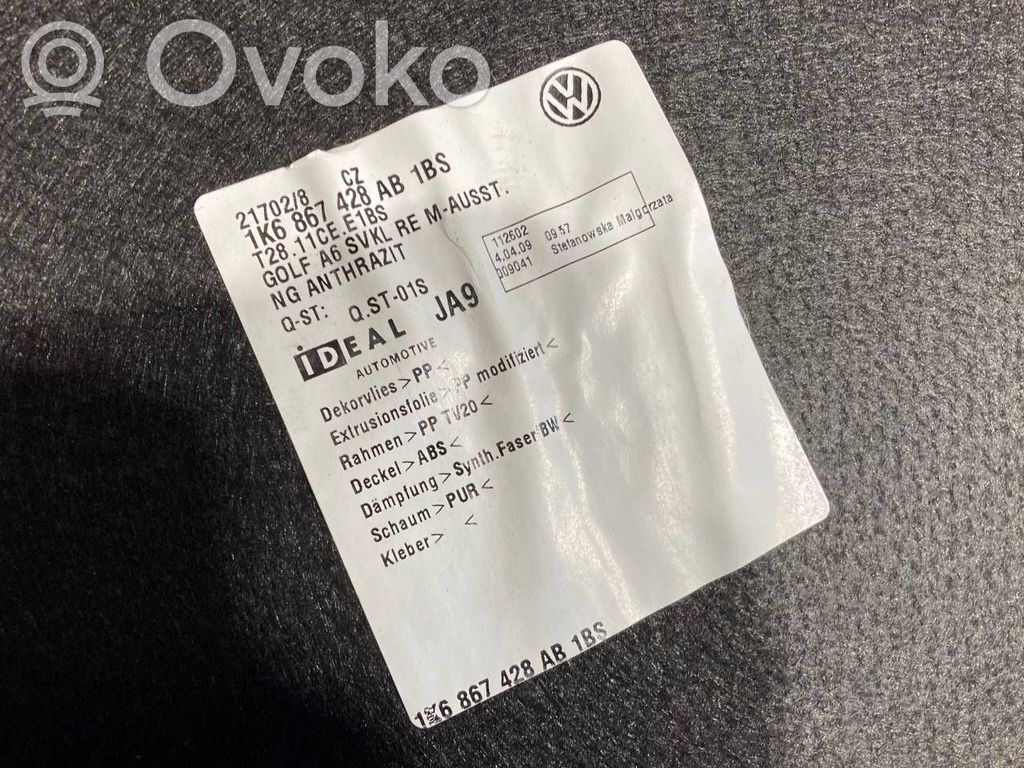 Ovoko
21702/8 CZ
1K6 867 428 AB 1BS
T28.11CE.E1BS
GOLF A6 SVKL RE M-AUSST.
NG ANTHRAZIT
Q-ST: Q.ST-01S
112602
4.04.09 09:37
009041 Stefanowska Malgorzata
iDEAL JA9
AUTOMOTIVE
Dekorvlies>PP<
Extrusionsfolie>PP modifiziert<
Rahmen>PP TV20<
Deckel>ABS<
Dämpfung>Synth.Faser BW<
Schaum>PUR<
Kleber> <
1K6 867 428 AB 1BS